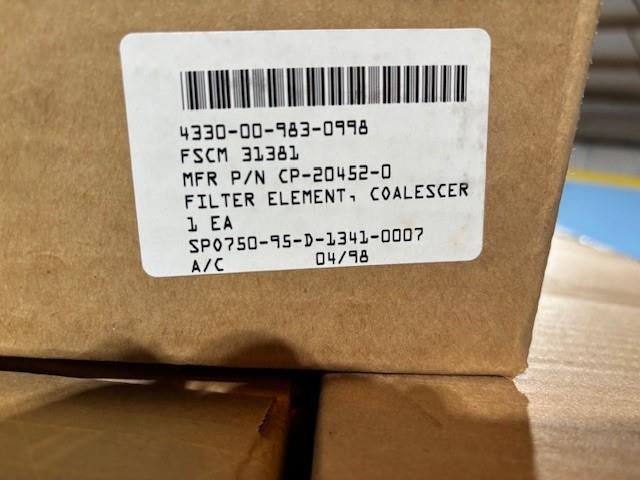 4330-00-983-0998
FSCM 31381
MFR P/N CP-20452-0
FILTER ELEMENT, COALESCER
1 EA
SP0750-95-D-1341-0007
A/C 04/98